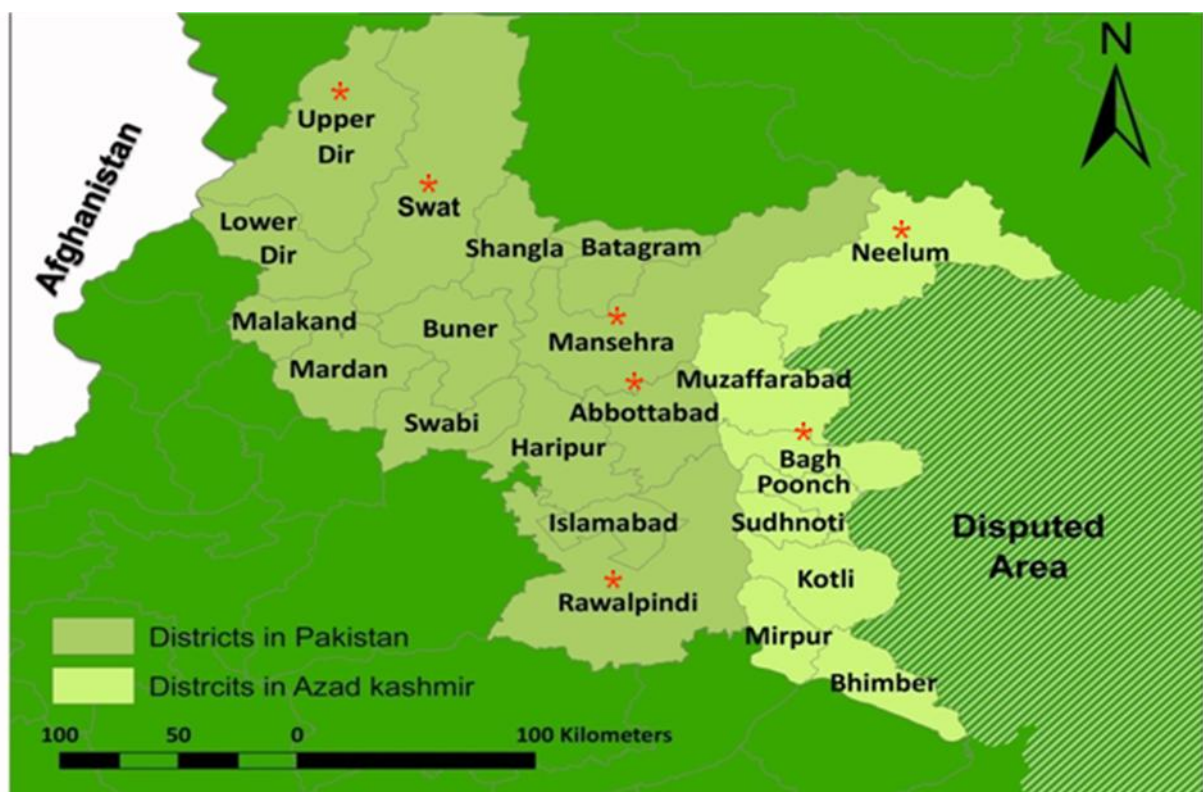 N
Upper
Dir
Afghanistan
Swat
Lower
Dir
Shangla
Batagram
Neelum
Malakand
Buner
Mansehra
Mardan
Muzaffarabad
Abbottabad
Swabi
Haripur
Bagh
Poonch
Islamabad
Sudhnoti
Disputed
Area
Kotli
Rawalpindi
Mirpur
Bhimber
Districts in Pakistan
Distrcits in Azad kashmir
100 50 0 100 Kilometers